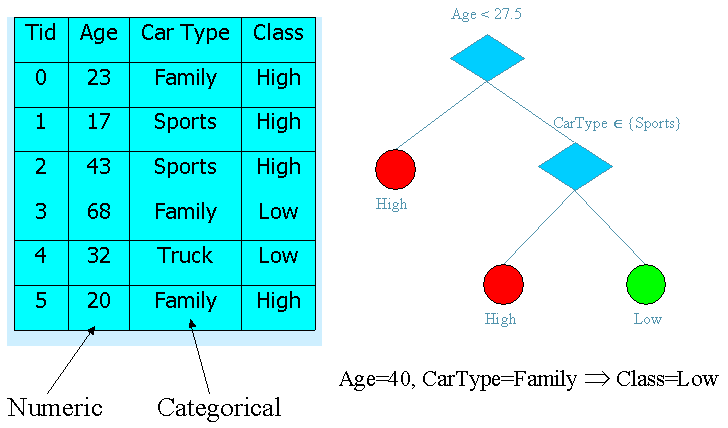 Tid Age Car Type Class
0 23 Family High
1 17 Sports High
2 43 Sports High
3 68 Family Low
4 32 Truck Low
5 20 Family High
Numeric Categorical
Age < 27.5
CarType ∈ {Sports}
High
High Low
Age=40, CarType=Family ⇒ Class=Low